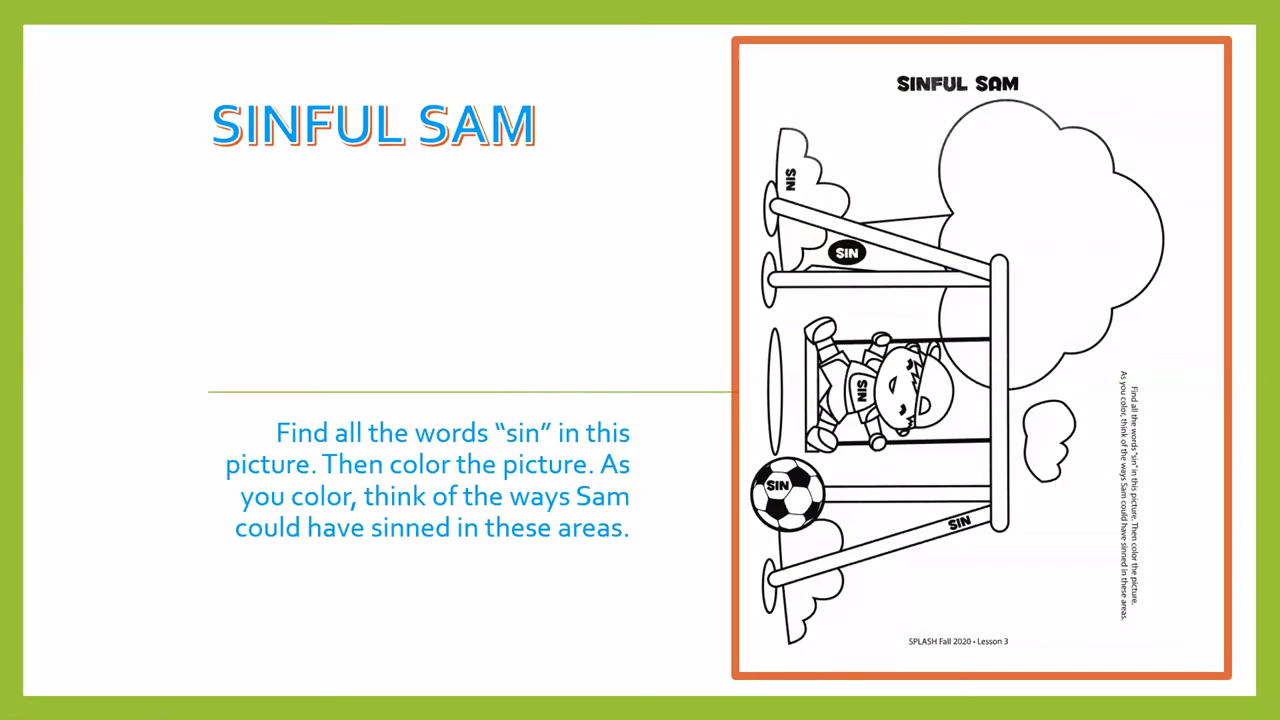 SINFUL SAM
Find all the words “sin” in this
picture. Then color the picture. As
you color, think of the ways Sam
could have sinned in these areas.
SINFUL SAM
SIN
SIN
SIN
SIN
SIN
Find all the words “sin” in this picture. Then color the picture.
As you color, think of the ways Sam could have sinned in these areas.
SPLASH Fall 2020 • Lesson 3